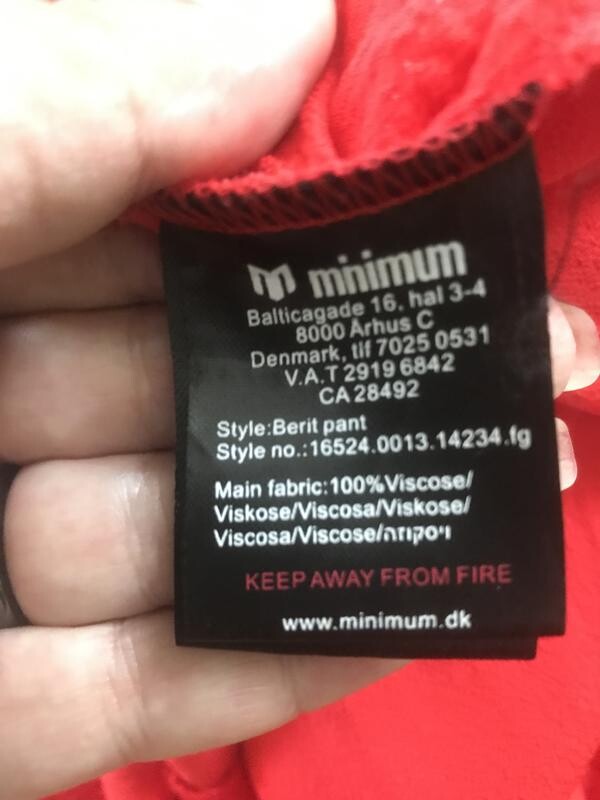 minimum
Balticagade 16. hal 3-4
8000 Århus C
Denmark, tlf 7025 0531
V.A.T 2919 6842
CA 28492
Style:Berit pant
Style no.:16524.0013.14234.fg
Main fabric:100%Viscose/
Viskose/Viscosa/Viskose/
Viscosa/Viscose/ויסקוזה
KEEP AWAY FROM FIRE
www.minimum.dk